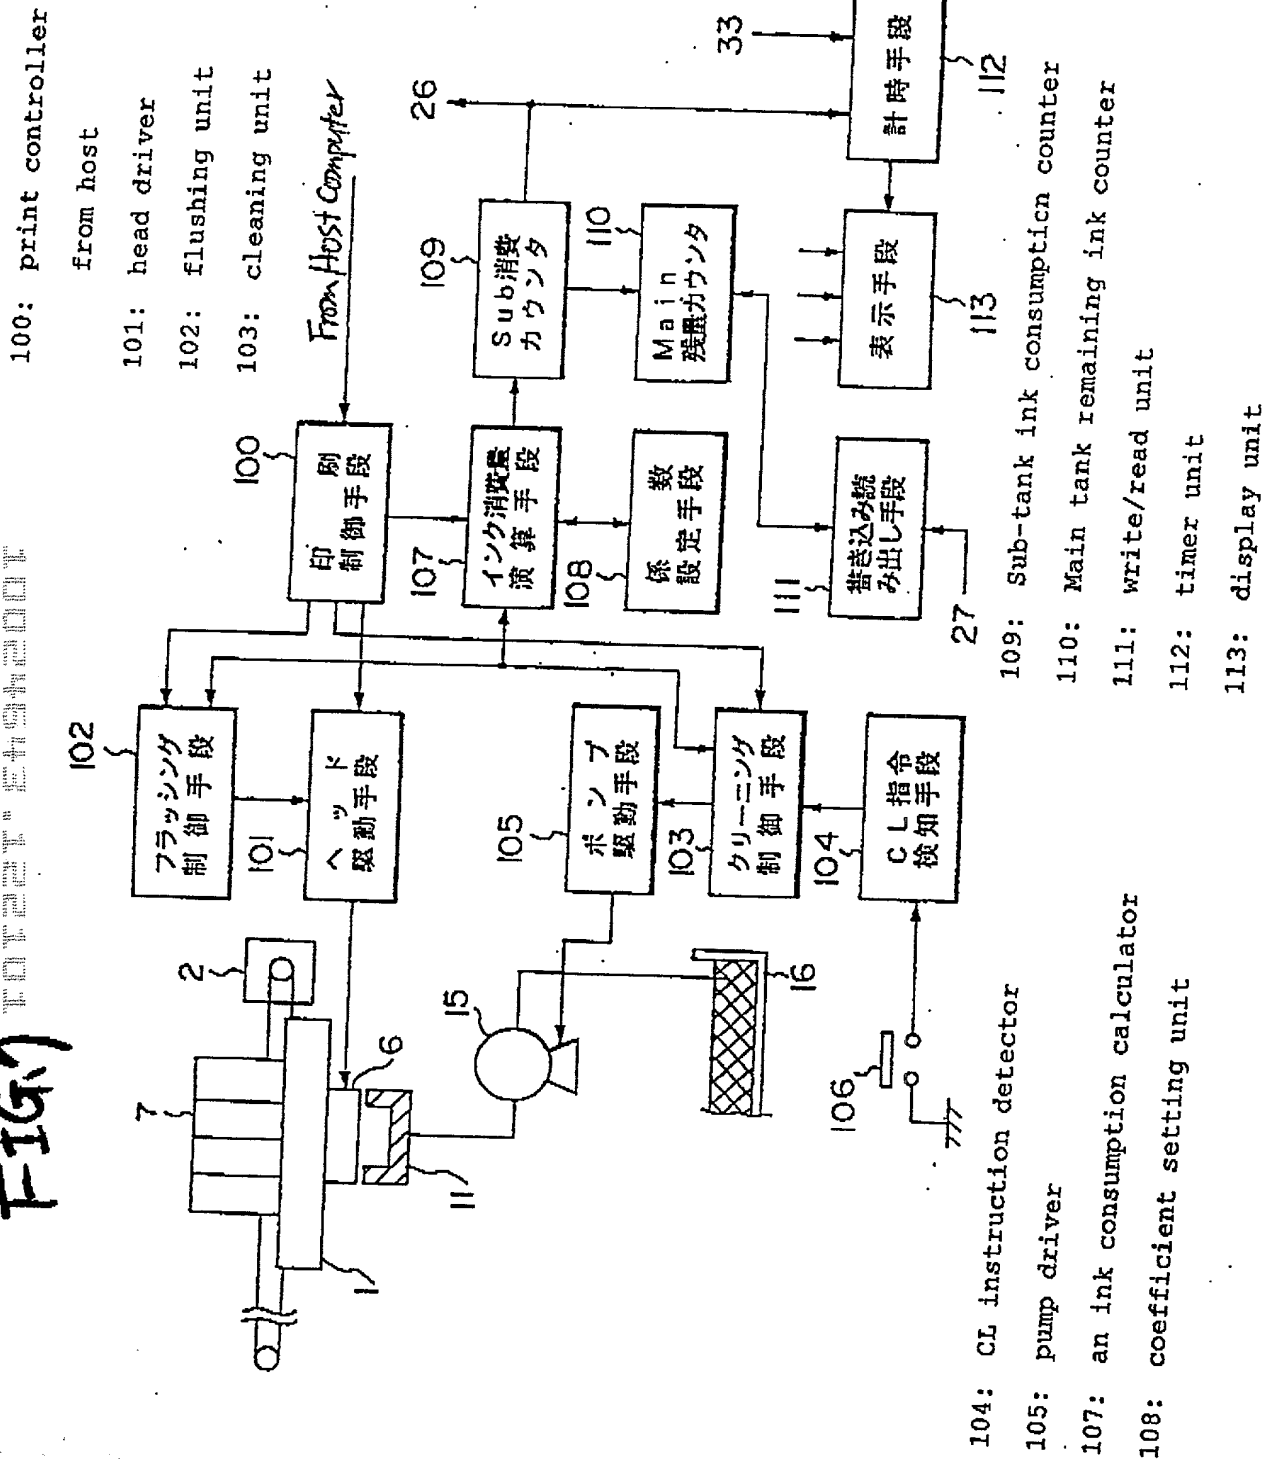 FIG.7
100: print controller
from host
101: head driver
102: flushing unit
103: cleaning unit
From Host Computer
100
印刷
制御手段
102
フラッシング
制御手段
101
ヘッド
駆動手段
107
インク消費量
演算手段
108
係数
設定手段
109
Sub消費
カウンタ
110
Main
残量カウンタ
26
33
計時手段
112
表示手段
113
111
書き込み読
み出し手段
27
105
ポンプ
駆動手段
103
クリーニング
制御手段
104
CL指令
検知手段
106
2
7
6
1
11
15
16
104: CL instruction detector
105: pump driver
107: an ink consumption calculator
108: coefficient setting unit
109: Sub-tank ink consumption counter
110: Main tank remaining ink counter
111: write/read unit
112: timer unit
113: display unit